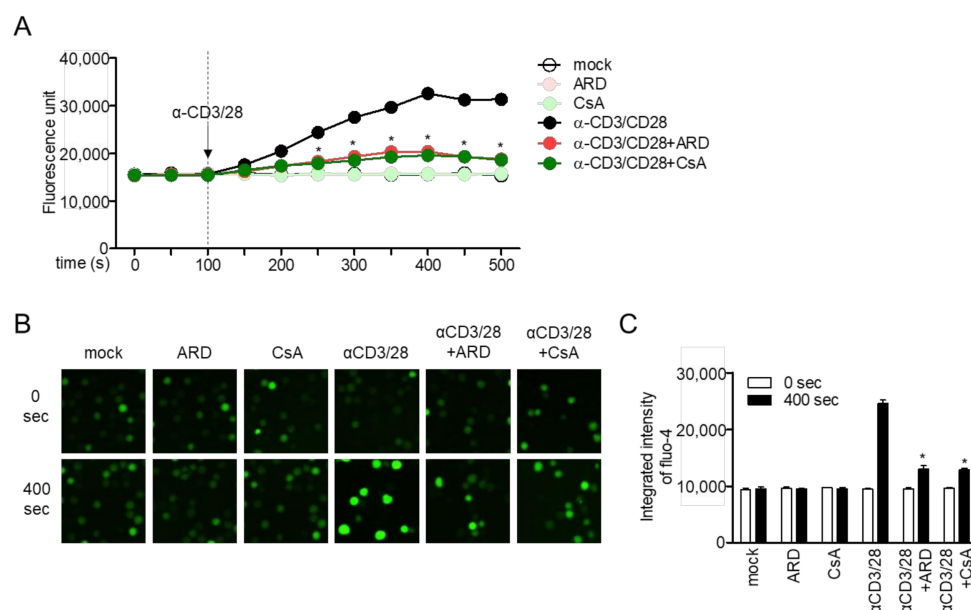 A
40,000
30,000
20,000
10,000
0
Fluorescence unit
α-CD3/28
time (s)
0 100 200 300 400 500
* * * * * *
mock
ARD
CsA
α-CD3/CD28
α-CD3/CD28+ARD
α-CD3/CD28+CsA
B
mock ARD CsA αCD3/28 αCD3/28 +ARD αCD3/28 +CsA
0
sec
400
sec
C
30,000
20,000
10,000
0
Integrated intensity
of fluo-4
0 sec
400 sec
* *
mock
ARD
CsA
αCD3/28
αCD3/28
+ARD
αCD3/28
+CsA